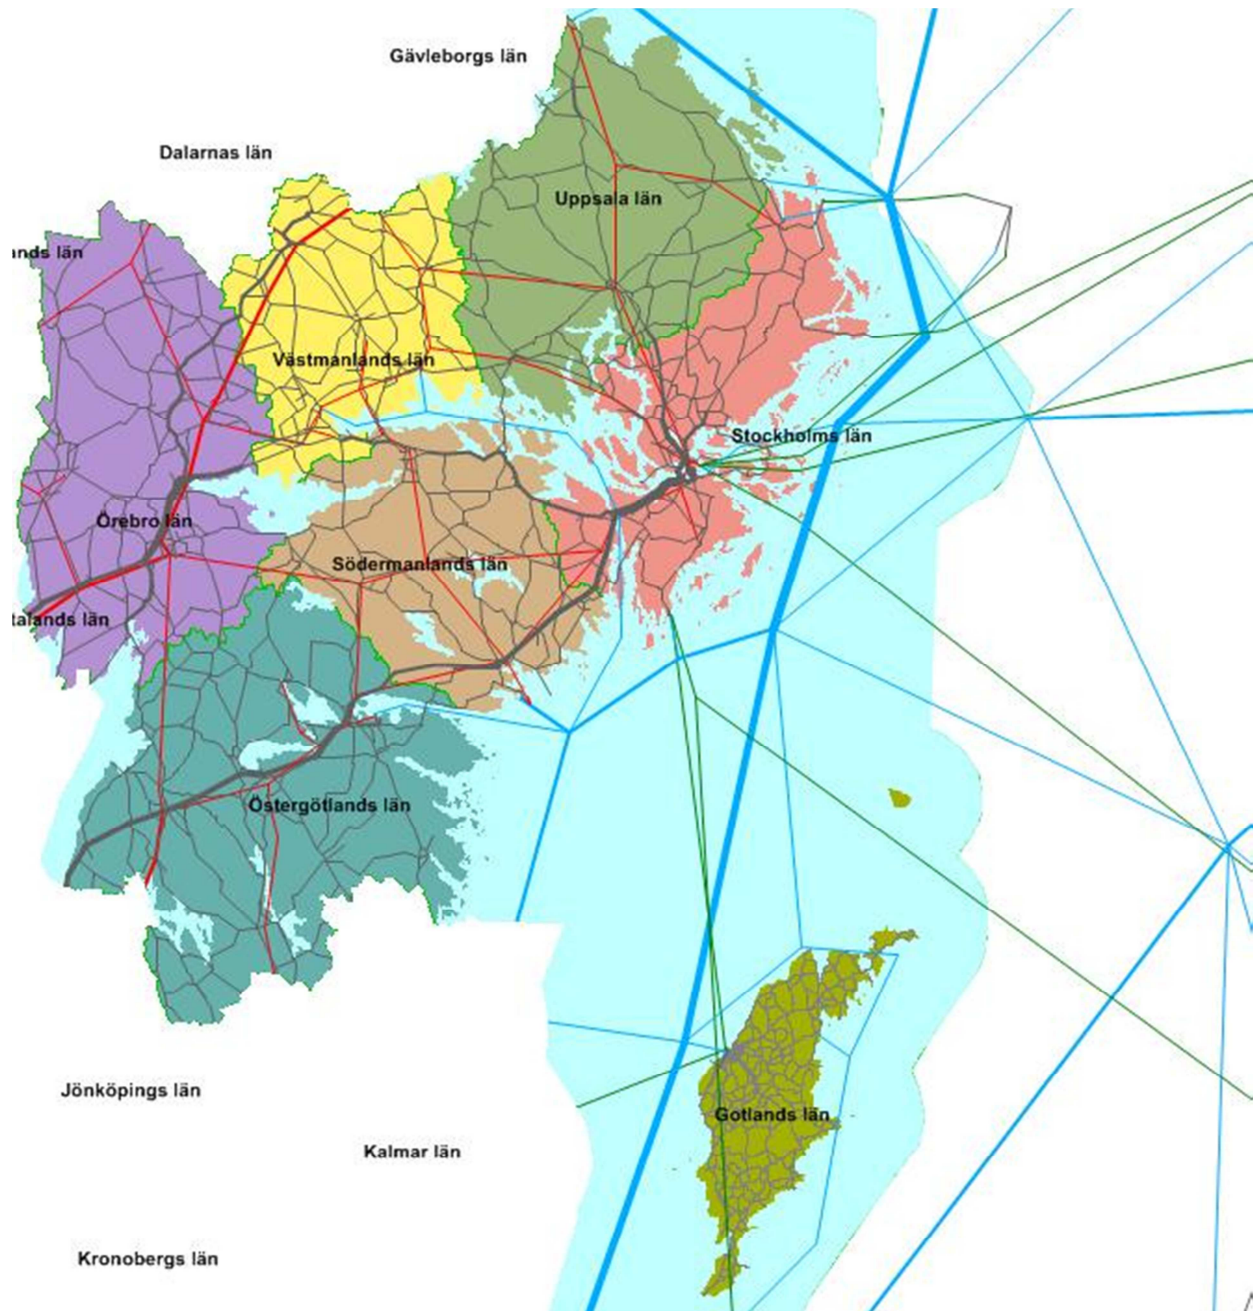 Gävleborgs län
Dalarnas län
Uppsala län
ands län
Västmanlands län
Stockholms län
Örebro län
Södermanlands län
talands län
Östergötlands län
Jönköpings län
Gotlands län
Kalmar län
Kronobergs län